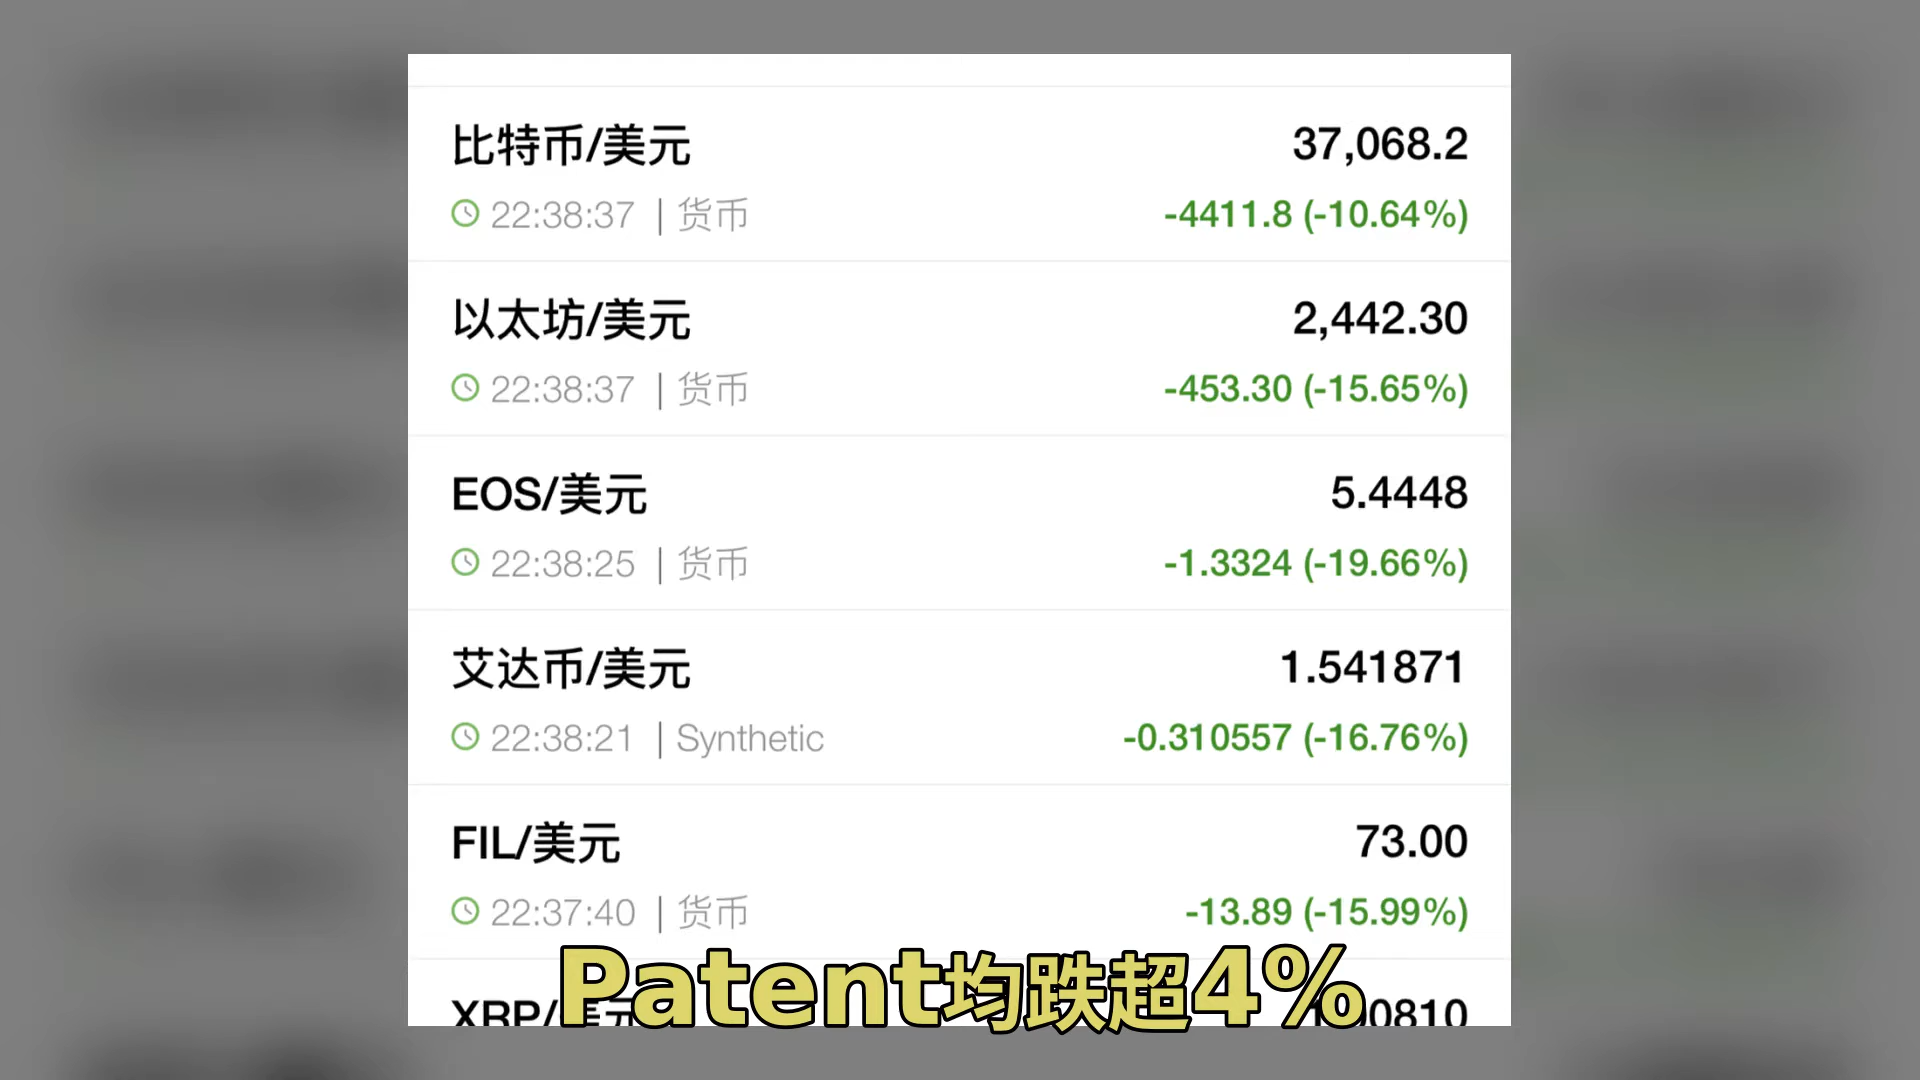 比特币/美元
37,068.2
22:38:37 | 货币
-4411.8 (-10.64%)
以太坊/美元
2,442.30
22:38:37 | 货币
-453.30 (-15.65%)
EOS/美元
5.4448
22:38:25 | 货币
-1.3324 (-19.66%)
艾达币/美元
1.541871
22:38:21 | Synthetic
-0.310557 (-16.76%)
FIL/美元
73.00
22:37:40 | 货币
-13.89 (-15.99%)
XRP/美元
Patent均跌超4%